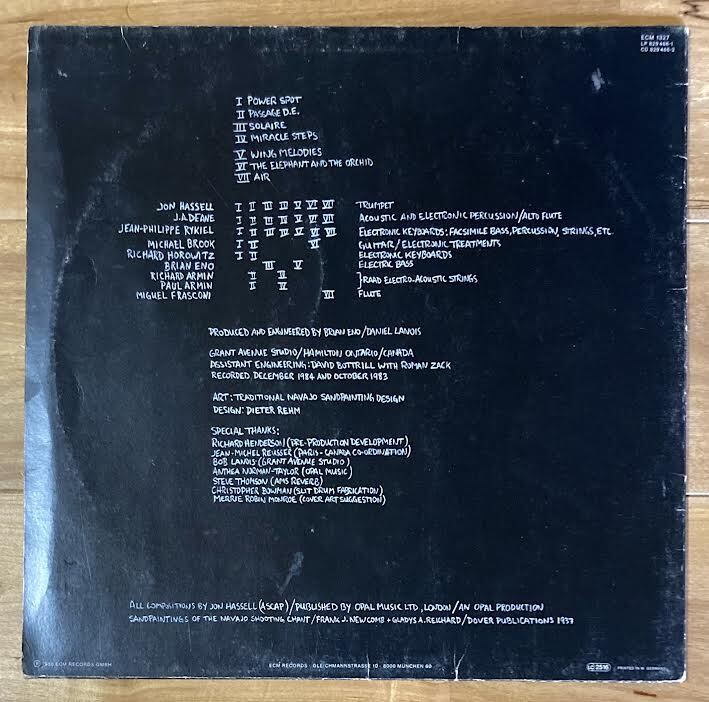 ECM 1327
LP 829 466-1
CD 829 466-2
I POWER SPOT
II PASSAGE D.E.
III SOLAIRE
IV MIRACLE STEPS
V WING MELODIES
VI THE ELEPHANT AND THE ORCHID
VII AIR
JON HASSELL I II III IV V VI VII TRUMPET
J.A.DEANE I II III IV V VI VII ACOUSTIC AND ELECTRONIC PERCUSSION/ALTO FLUTE
JEAN-PHILIPPE RYKIEL I II III IV V VI VII ELECTRONIC KEYBOARDS: FACSIMILE BASS, PERCUSSION, STRINGS, ETC.
MICHAEL BROOK I II VI GUITAR/ELECTRONIC TREATMENTS
RICHARD HOROWITZ I II ELECTRONIC KEYBOARDS
BRIAN ENO III V ELECTRIC BASS
RICHARD ARMIN II IV } RAAD ELECTRO-ACOUSTIC STRINGS
PAUL ARMIN II IV
MIGUEL FRASCONI VII FLUTE
PRODUCED AND ENGINEERED BY BRIAN ENO/DANIEL LANOIS
GRANT AVENUE STUDIO/HAMILTON ONTARIO/CANADA
ASSISTANT ENGINEERING: DAVID BOTTRILL WITH ROMAN ZACK
RECORDED DECEMBER 1984 AND OCTOBER 1983
ART: TRADITIONAL NAVAJO SANDPAINTING DESIGN
DESIGN: DIETER REHM
SPECIAL THANKS:
RICHARD HENDERSON (PRE-PRODUCTION DEVELOPMENT)
JEAN-MICHEL REUSSER (PARIS-CANADA CO-ORDINATION)
BOB LANOIS (GRANT AVENUE STUDIO)
ANTHEA NORMAN-TAYLOR (OPAL MUSIC)
STEVE THOMSON (AMS REVERB)
CHRISTOPHER BOWMAN (SLIT DRUM FABRICATION)
MERRIE ROBIN MONROE (COVER ART SUGGESTION)
ALL COMPOSITIONS BY JON HASSELL (ASCAP)/PUBLISHED BY OPAL MUSIC LTD, LONDON/AN OPAL PRODUCTION
SANDPAINTINGS OF THE NAVAJO SHOOTING CHANT/FRANK J. NEWCOMB + GLADYS A. REICHARD/DOVER PUBLICATIONS 1937
ECM RECORDS GMBH
ECM RECORDS · GLEICHMANNSTRASSE 10 · 8000 MÜNCHEN 60
LC 2516
PRINTED IN W. GERMANY